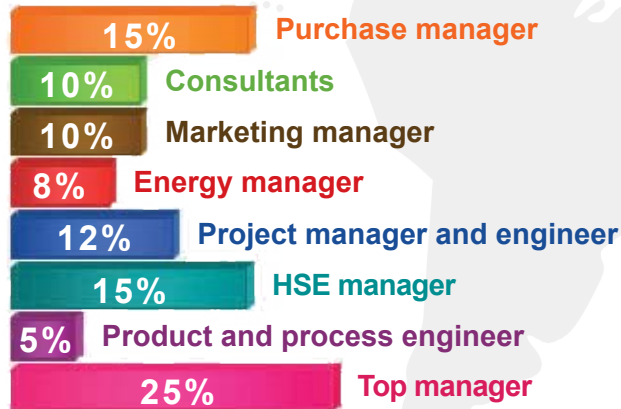 15% Purchase manager
10% Consultants
10% Marketing manager
8% Energy manager
12% Project manager and engineer
15% HSE manager
5% Product and process engineer
25% Top manager